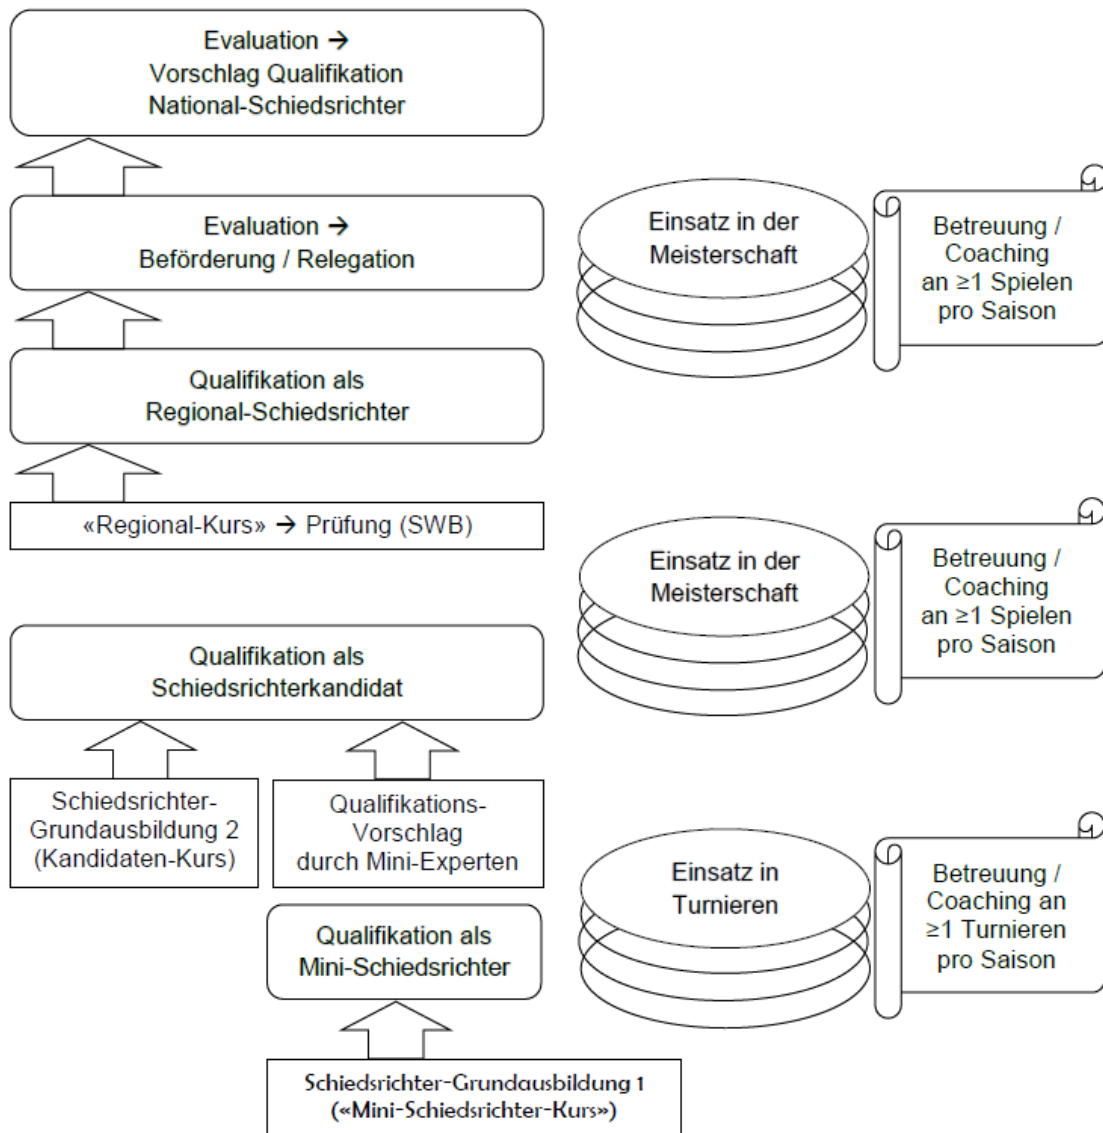 Evaluation →
Vorschlag Qualifikation
National-Schiedsrichter
Evaluation →
Beförderung / Relegation
Einsatz in der
Meisterschaft
Betreuung /
Coaching
an ≥1 Spielen
pro Saison
Qualifikation als
Regional-Schiedsrichter
«Regional-Kurs» → Prüfung (SWB)
Einsatz in der
Meisterschaft
Betreuung /
Coaching
an ≥1 Spielen
pro Saison
Qualifikation als
Schiedsrichterkandidat
Schiedsrichter-
Grundausbildung 2
(Kandidaten-Kurs)
Qualifikations-
Vorschlag
durch Mini-Experten
Einsatz in
Turnieren
Betreuung /
Coaching an
≥1 Turnieren
pro Saison
Qualifikation als
Mini-Schiedsrichter
Schiedsrichter-Grundausbildung 1
(«Mini-Schiedsrichter-Kurs»)